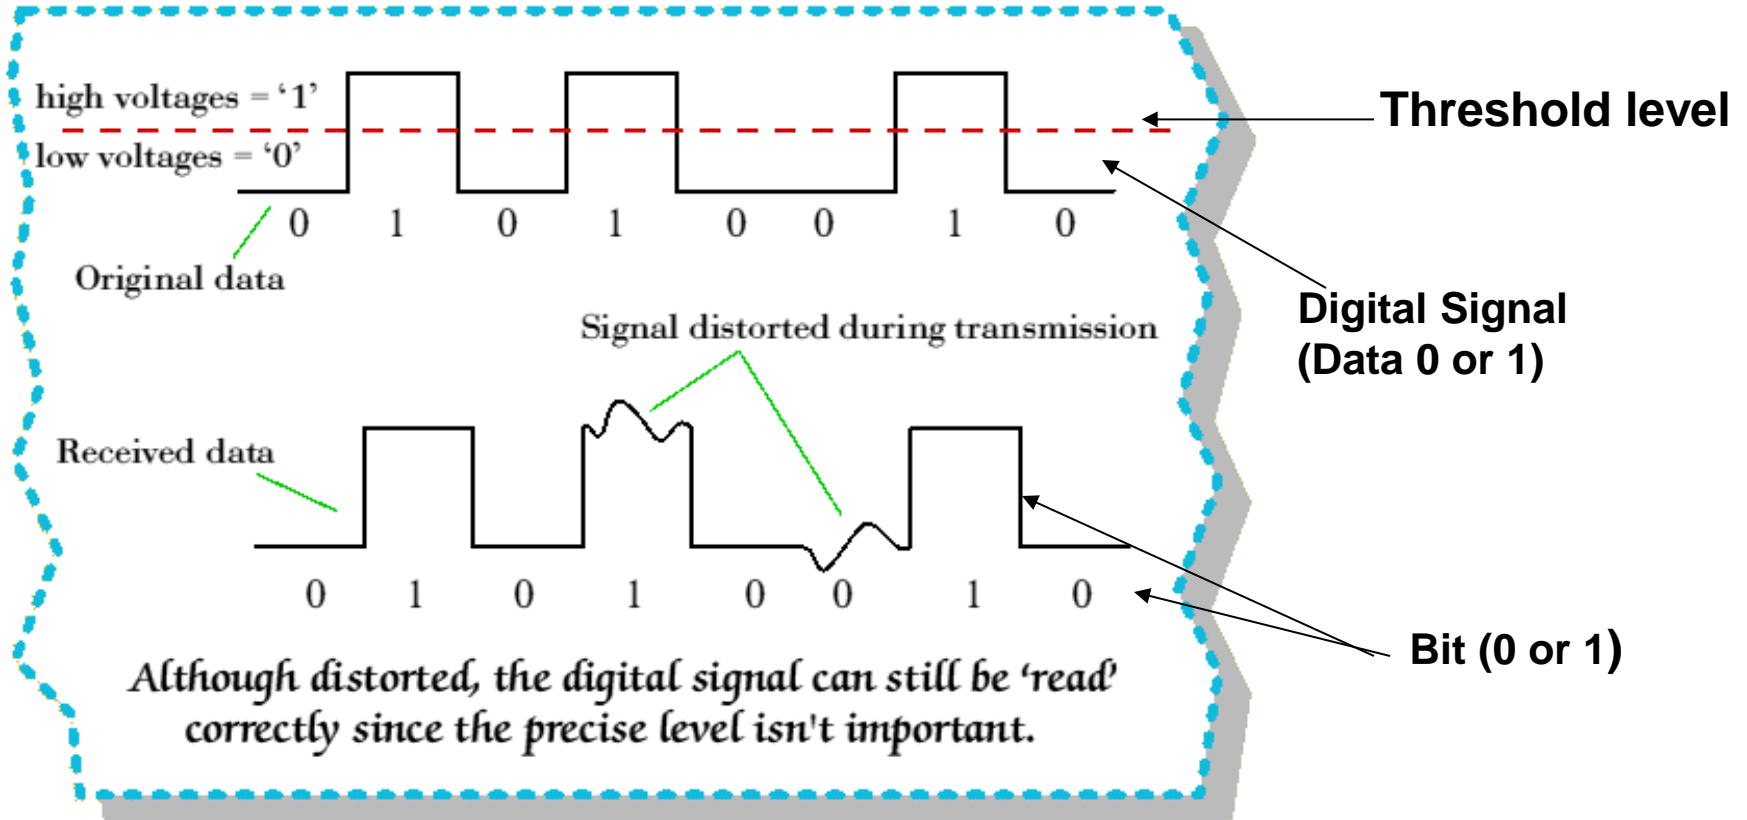 high voltages = ‘1’
Threshold level
low voltages = ‘0’
0 1 0 1 0 0 1 0
Original data
Digital Signal
(Data 0 or 1)
Signal distorted during transmission
Received data
0 1 0 1 0 0 1 0
Bit (0 or 1)
Although distorted, the digital signal can still be ‘read’
correctly since the precise level isn't important.